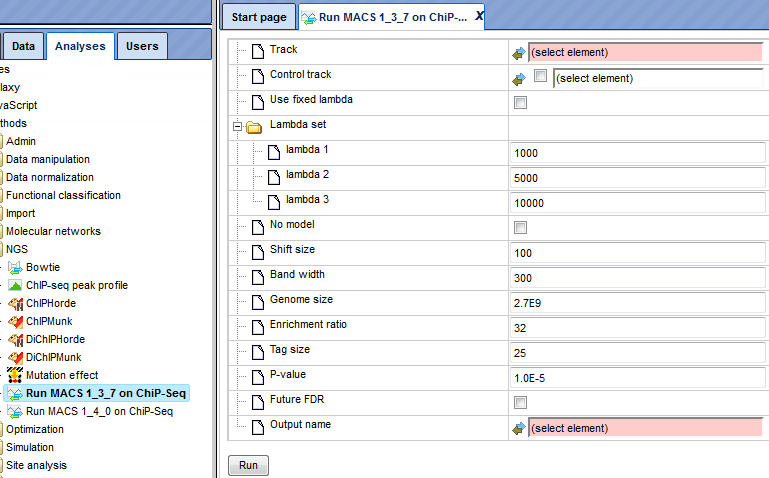 Data Analyses Users
es
laxy
vaScript
thods
Admin
Data manipulation
Data normalization
Functional classification
Import
Molecular networks
NGS
Bowtie
ChIP-seq peak profile
ChIPHorde
ChIPMunk
DiChIPHorde
DiChIPMunk
Mutation effect
Run MACS 1_3_7 on ChiP-Seq
Run MACS 1_4_0 on ChiP-Seq
Optimization
Simulation
Site analysis
Start page Run MACS 1_3_7 on ChiP-... X
Track (select element)
Control track (select element)
Use fixed lambda
Lambda set
lambda 1 1000
lambda 2 5000
lambda 3 10000
No model
Shift size 100
Band width 300
Genome size 2.7E9
Enrichment ratio 32
Tag size 25
P-value 1.0E-5
Future FDR
Output name (select element)
Run